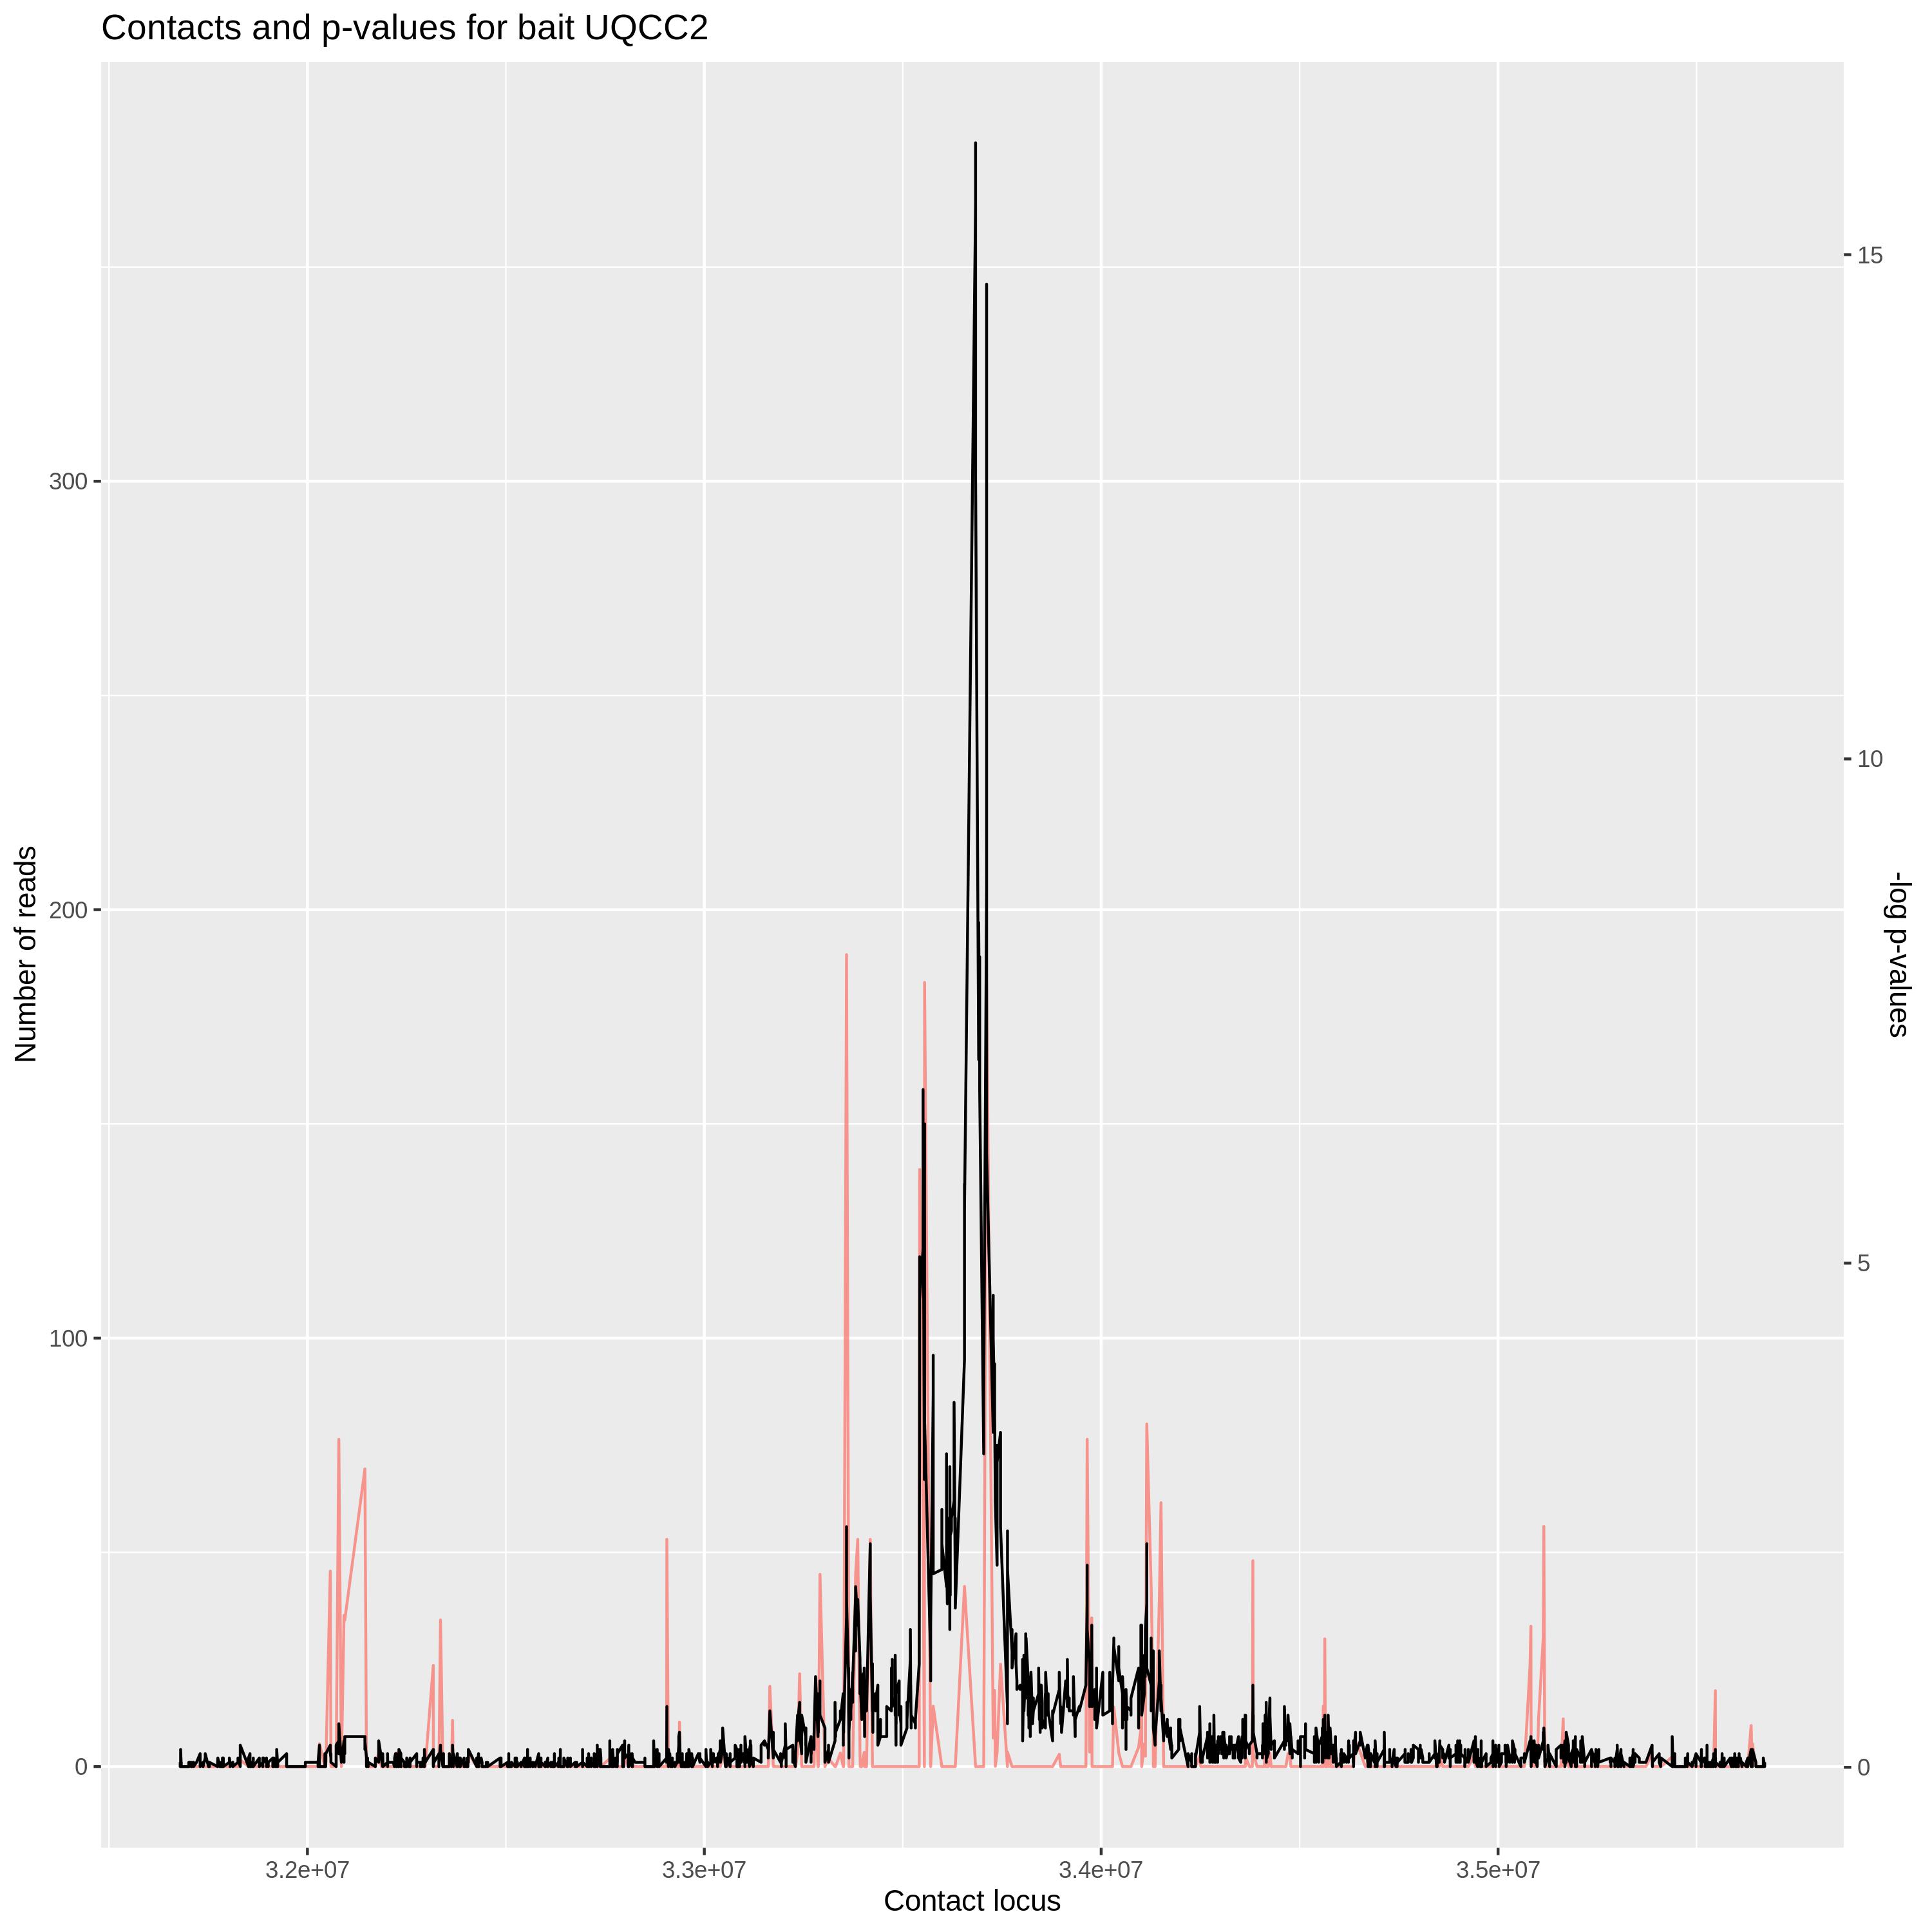 Contacts and p-values for bait UQCC2
Number of reads
300
200
100
0
15
10
5
0
-log p-values
3.2e+07 3.3e+07 3.4e+07 3.5e+07
Contact locus